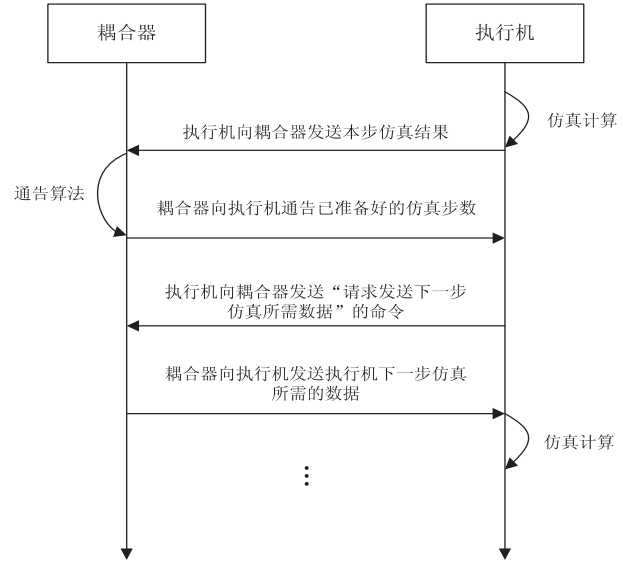 耦合器
执行机
仿真计算
执行机向耦合器发送本步仿真结果
通告算法
耦合器向执行机通告已准备好的仿真步数
执行机向耦合器发送“请求发送下一步
仿真所需数据”的命令
耦合器向执行机发送执行机下一步仿真
所需的数据
仿真计算